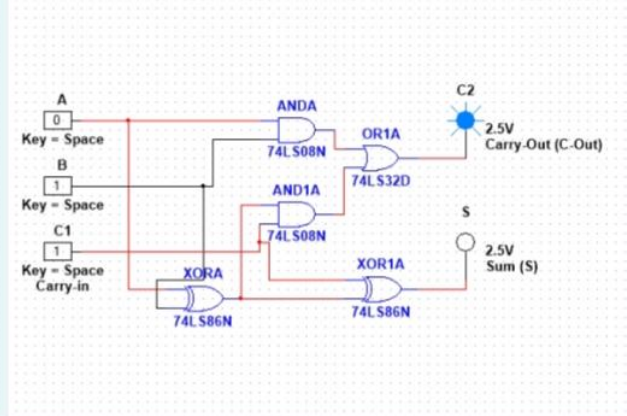 A
0
Key = Space
B
1
Key = Space
C1
1
Key = Space
Carry-in
ANDA
74LS08N
AND1A
74LS08N
XORA
74LS86N
OR1A
74LS32D
XOR1A
74LS86N
C2
2.5V
Carry-Out (C-Out)
S
2.5V
Sum (S)